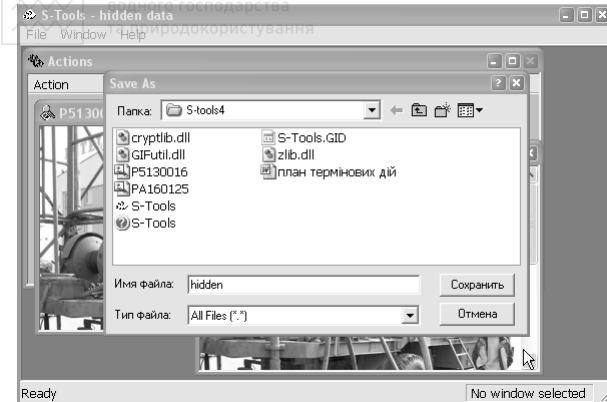 водного господарства
та природокористування
S-Tools - hidden data
File Window Help
Actions
Action
Save As
P5130
Папка: S-tools4
cryptlib.dll
GIFutil.dll
P5130016
PA160125
S-Tools
S-Tools
S-Tools.GID
zlib.dll
план термінових дій
Имя файла: hidden Сохранить
Тип файла: All Files (*.*) Отмена
Ready No window selected